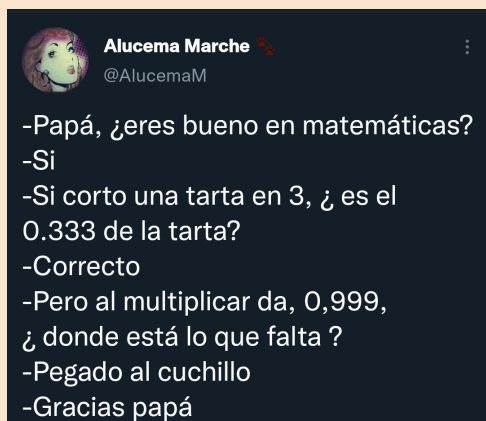 Alucema Marche 🐾
@AlucemaM
-Papá, ¿eres bueno en matemáticas?
-Si
-Si corto una tarta en 3, ¿ es el
0.333 de la tarta?
-Correcto
-Pero al multiplicar da, 0,999,
¿ donde está lo que falta ?
-Pegado al cuchillo
-Gracias papá